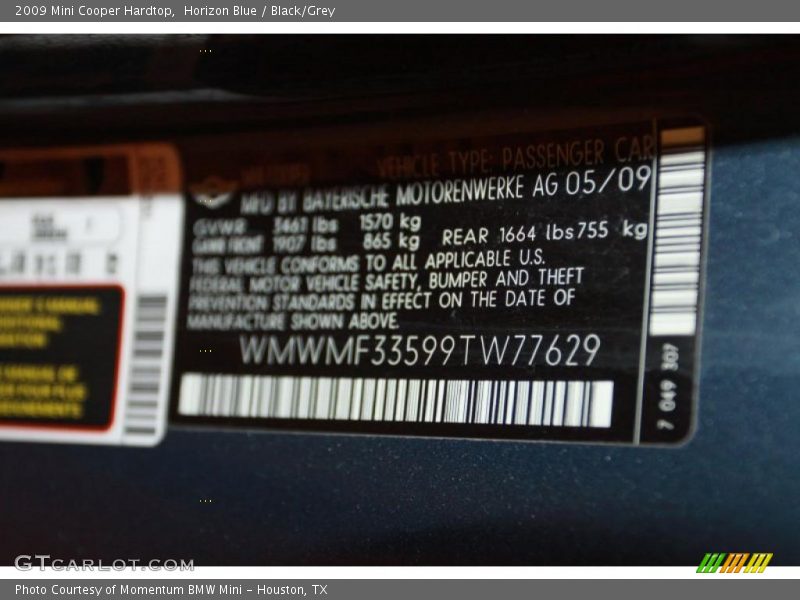 2009 Mini Cooper Hardtop,  Horizon Blue / Black/Grey
VEHICLE TYPE: PASSENGER CAR
MFD BY BAYERISCHE MOTORENWERKE AG 05/09
GVWR 3461 lbs 1570 kg
GAWR FRONT 1907 lbs 865 kg REAR 1664 lbs 755 kg
THIS VEHICLE CONFORMS TO ALL APPLICABLE U.S.
FEDERAL MOTOR VEHICLE SAFETY, BUMPER AND THEFT
PREVENTION STANDARDS IN EFFECT ON THE DATE OF
MANUFACTURE SHOWN ABOVE.
WMWMF33599TW77629
7 049 307
GTcarlot.com
Photo Courtesy of Momentum BMW Mini - Houston, TX